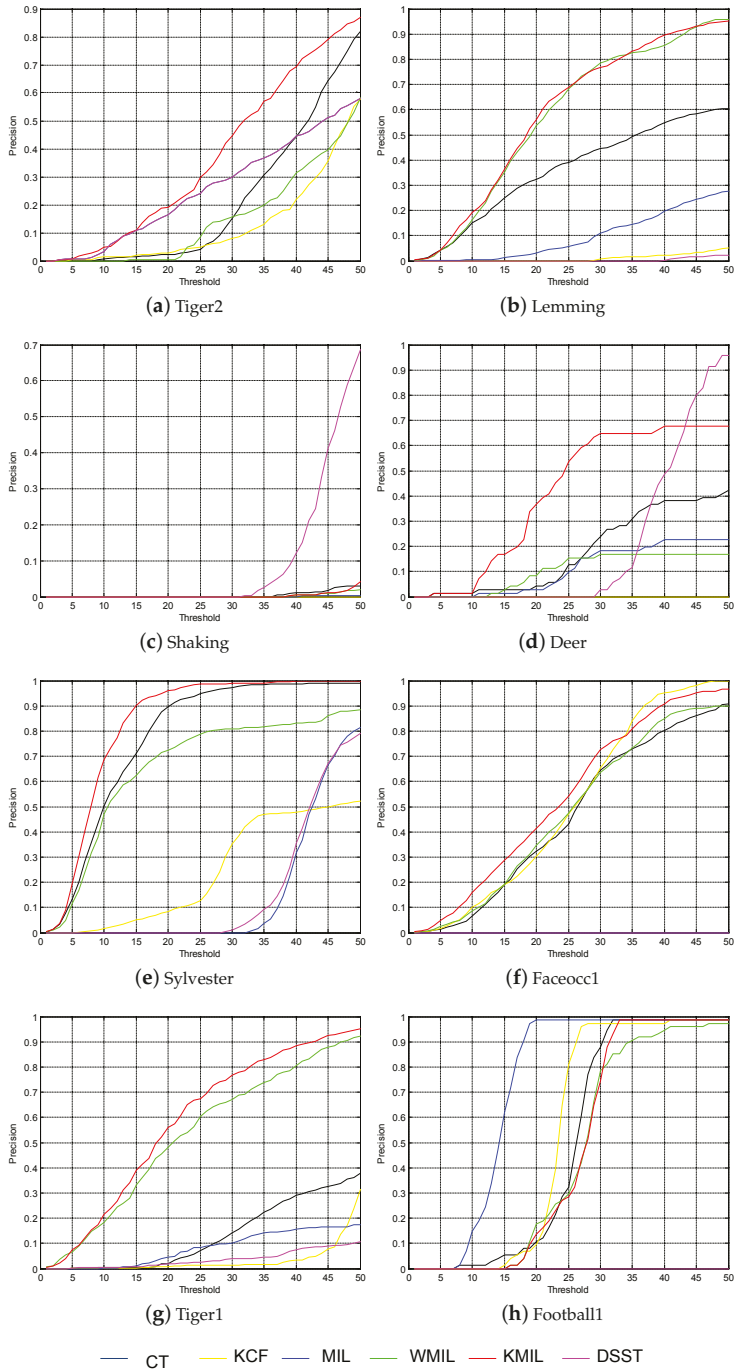 0.9
0.8
0.7
0.6
0.5
0.4
0.3
0.2
0.1
0
Precision
0 5 10 15 20 25 30 35 40 45 50
Threshold
(a) Tiger2
1
0.9
0.8
0.7
0.6
0.5
0.4
0.3
0.2
0.1
0
Precision
0 5 10 15 20 25 30 35 40 45 50
Threshold
(b) Lemming
0.7
0.6
0.5
0.4
0.3
0.2
0.1
0
Precision
0 5 10 15 20 25 30 35 40 45 50
Threshold
(c) Shaking
1
0.9
0.8
0.7
0.6
0.5
0.4
0.3
0.2
0.1
0
Precision
0 5 10 15 20 25 30 35 40 45 50
Threshold
(d) Deer
1
0.9
0.8
0.7
0.6
0.5
0.4
0.3
0.2
0.1
0
Precision
0 5 10 15 20 25 30 35 40 45 50
Threshold
(e) Sylvester
1
0.9
0.8
0.7
0.6
0.5
0.4
0.3
0.2
0.1
0
Precision
0 5 10 15 20 25 30 35 40 45 50
Threshold
(f) Faceocc1
1
0.9
0.8
0.7
0.6
0.5
0.4
0.3
0.2
0.1
0
Precision
0 5 10 15 20 25 30 35 40 45 50
Threshold
(g) Tiger1
1
0.9
0.8
0.7
0.6
0.5
0.4
0.3
0.2
0.1
0
Precision
0 5 10 15 20 25 30 35 40 45 50
Threshold
(h) Football1
CT KCF MIL WMIL KMIL DSST